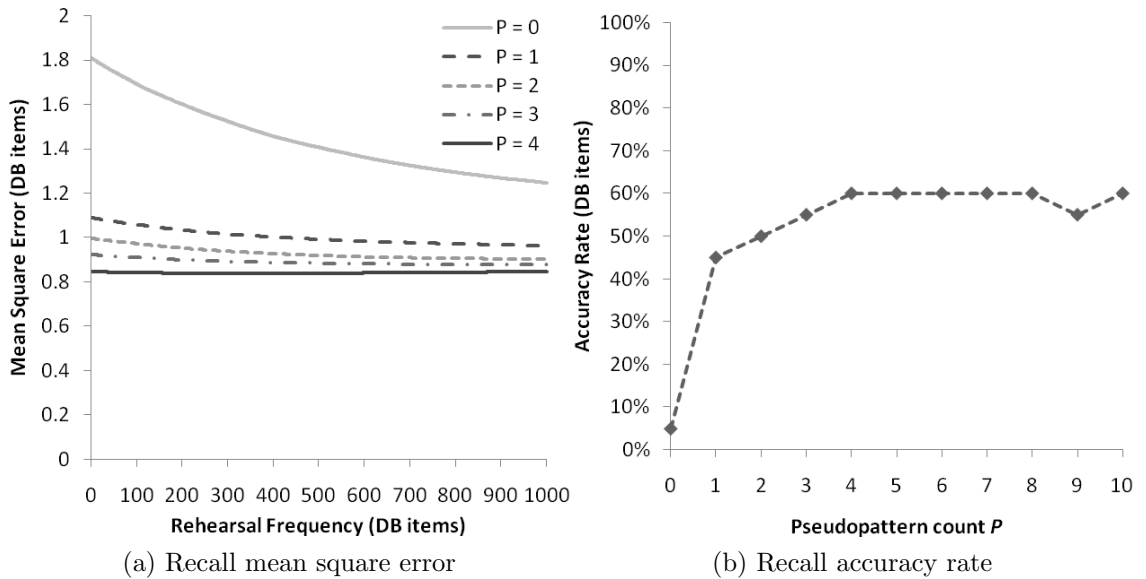 2
1.8
1.6
1.4
1.2
1
0.8
0.6
0.4
0.2
0
Mean Square Error (DB items)
P = 0
P = 1
P = 2
P = 3
P = 4
0 100 200 300 400 500 600 700 800 900 1000
Rehearsal Frequency (DB items)
(a) Recall mean square error
100%
90%
80%
70%
60%
50%
40%
30%
20%
10%
0%
Accuracy Rate (DB items)
0 1 2 3 4 5 6 7 8 9 10
Pseudopattern count P
(b) Recall accuracy rate